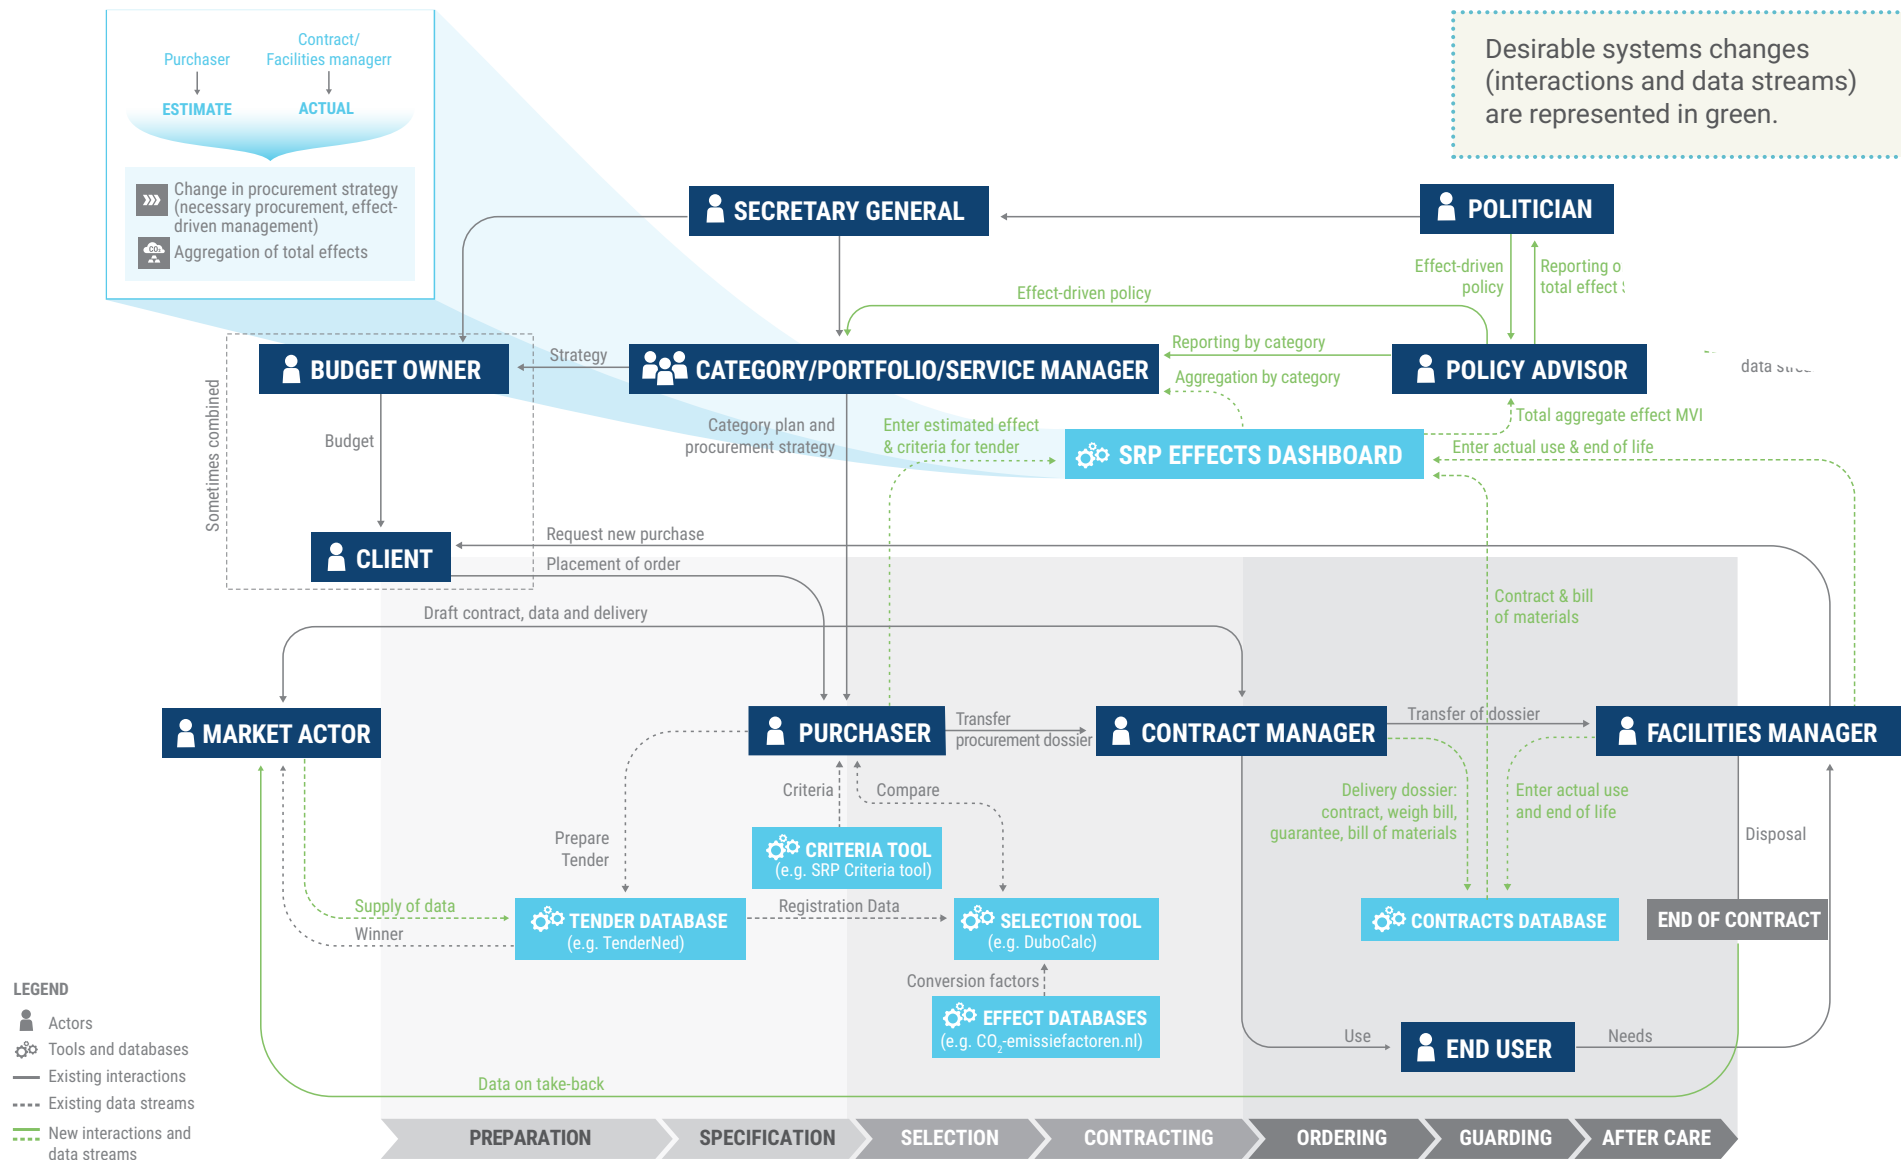 Purchaser
Contract/
Facilities managerr
ESTIMATE
ACTUAL
Change in procurement strategy
(necessary procurement, effect-
driven management)
CO₂
Aggregation of total effects
Desirable systems changes
(interactions and data streams)
are represented in green.
SECRETARY GENERAL
POLITICIAN
Effect-driven
policy
Reporting o
total effect
Effect-driven policy
BUDGET OWNER
Strategy
CATEGORY/PORTFOLIO/SERVICE MANAGER
Reporting by category
Aggregation by category
POLICY ADVISOR
data
Sometimes combined
Budget
Category plan and
procurement strategy
Enter estimated effect
& criteria for tender
SRP EFFECTS DASHBOARD
Total aggregate effect MVI
Enter actual use & end of life
CLIENT
Request new purchase
Placement of order
Draft contract, data and delivery
Contract & bill
of materials
MARKET ACTOR
PURCHASER
Transfer
procurement dossier
CONTRACT MANAGER
Transfer of dossier
FACILITIES MANAGER
Criteria
Compare
Prepare
Tender
Delivery dossier:
contract, weigh bill,
guarantee, bill of materials
Enter actual use
and end of life
Disposal
CRITERIA TOOL
(e.g. SRP Criteria tool)
Supply of data
Winner
TENDER DATABASE
(e.g. TenderNed)
Registration Data
SELECTION TOOL
(e.g. DuboCalc)
CONTRACTS DATABASE
END OF CONTRACT
Conversion factors
EFFECT DATABASES
(e.g. CO₂-emissiefactoren.nl)
Use
END USER
Needs
Data on take-back
LEGEND
Actors
Tools and databases
Existing interactions
Existing data streams
New interactions and
data streams
PREPARATION
SPECIFICATION
SELECTION
CONTRACTING
ORDERING
GUARDING
AFTER CARE